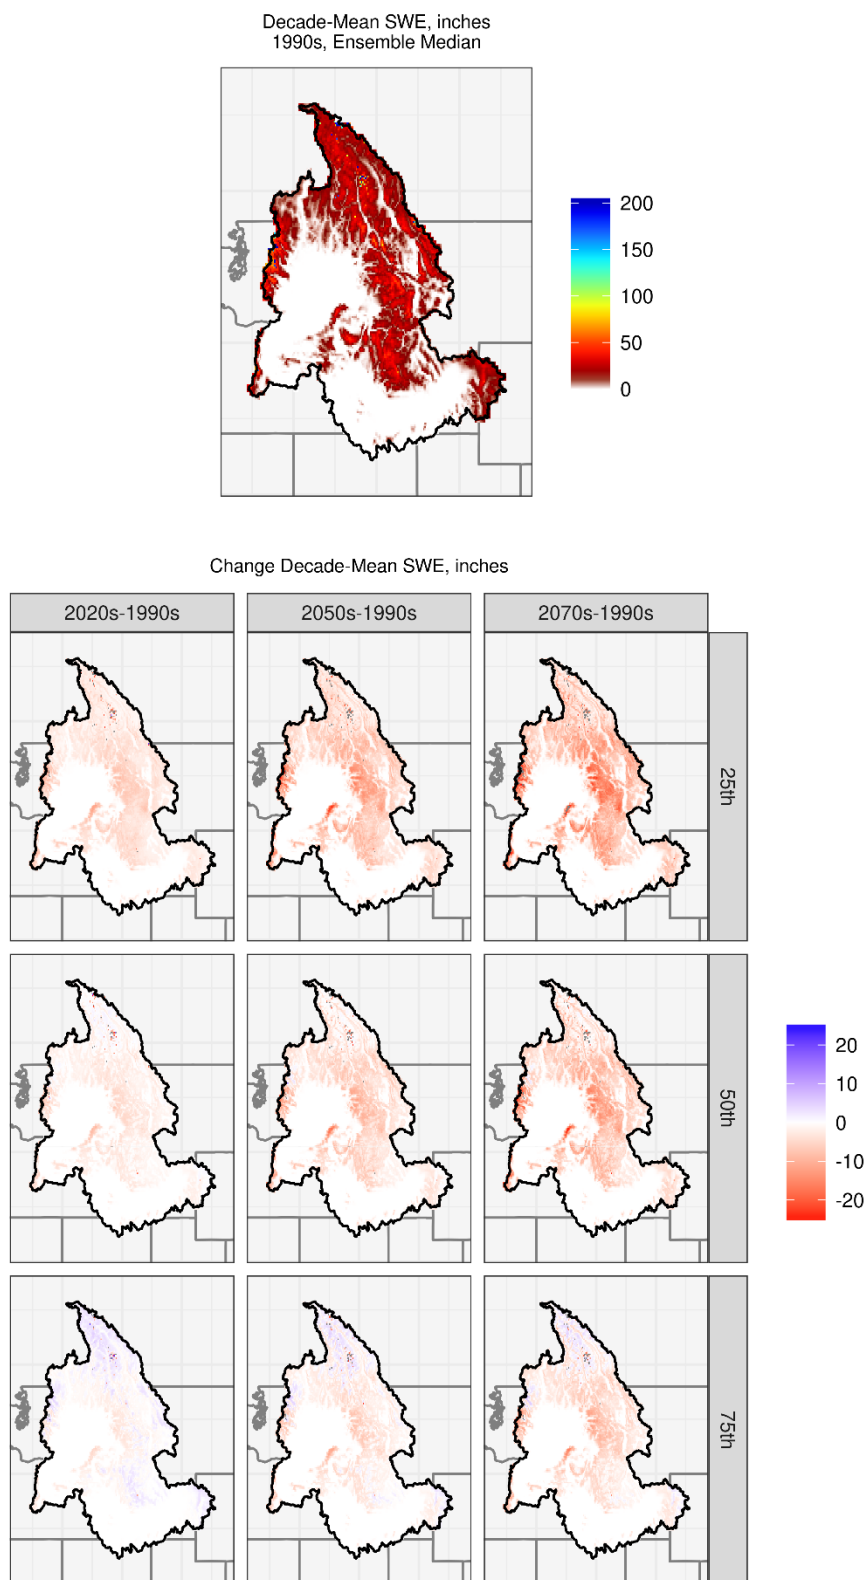 Decade-Mean SWE, inches
1990s, Ensemble Median
200
150
100
50
0
Change Decade-Mean SWE, inches
2020s-1990s
2050s-1990s
2070s-1990s
25th
50th
75th
20
10
0
-10
-20